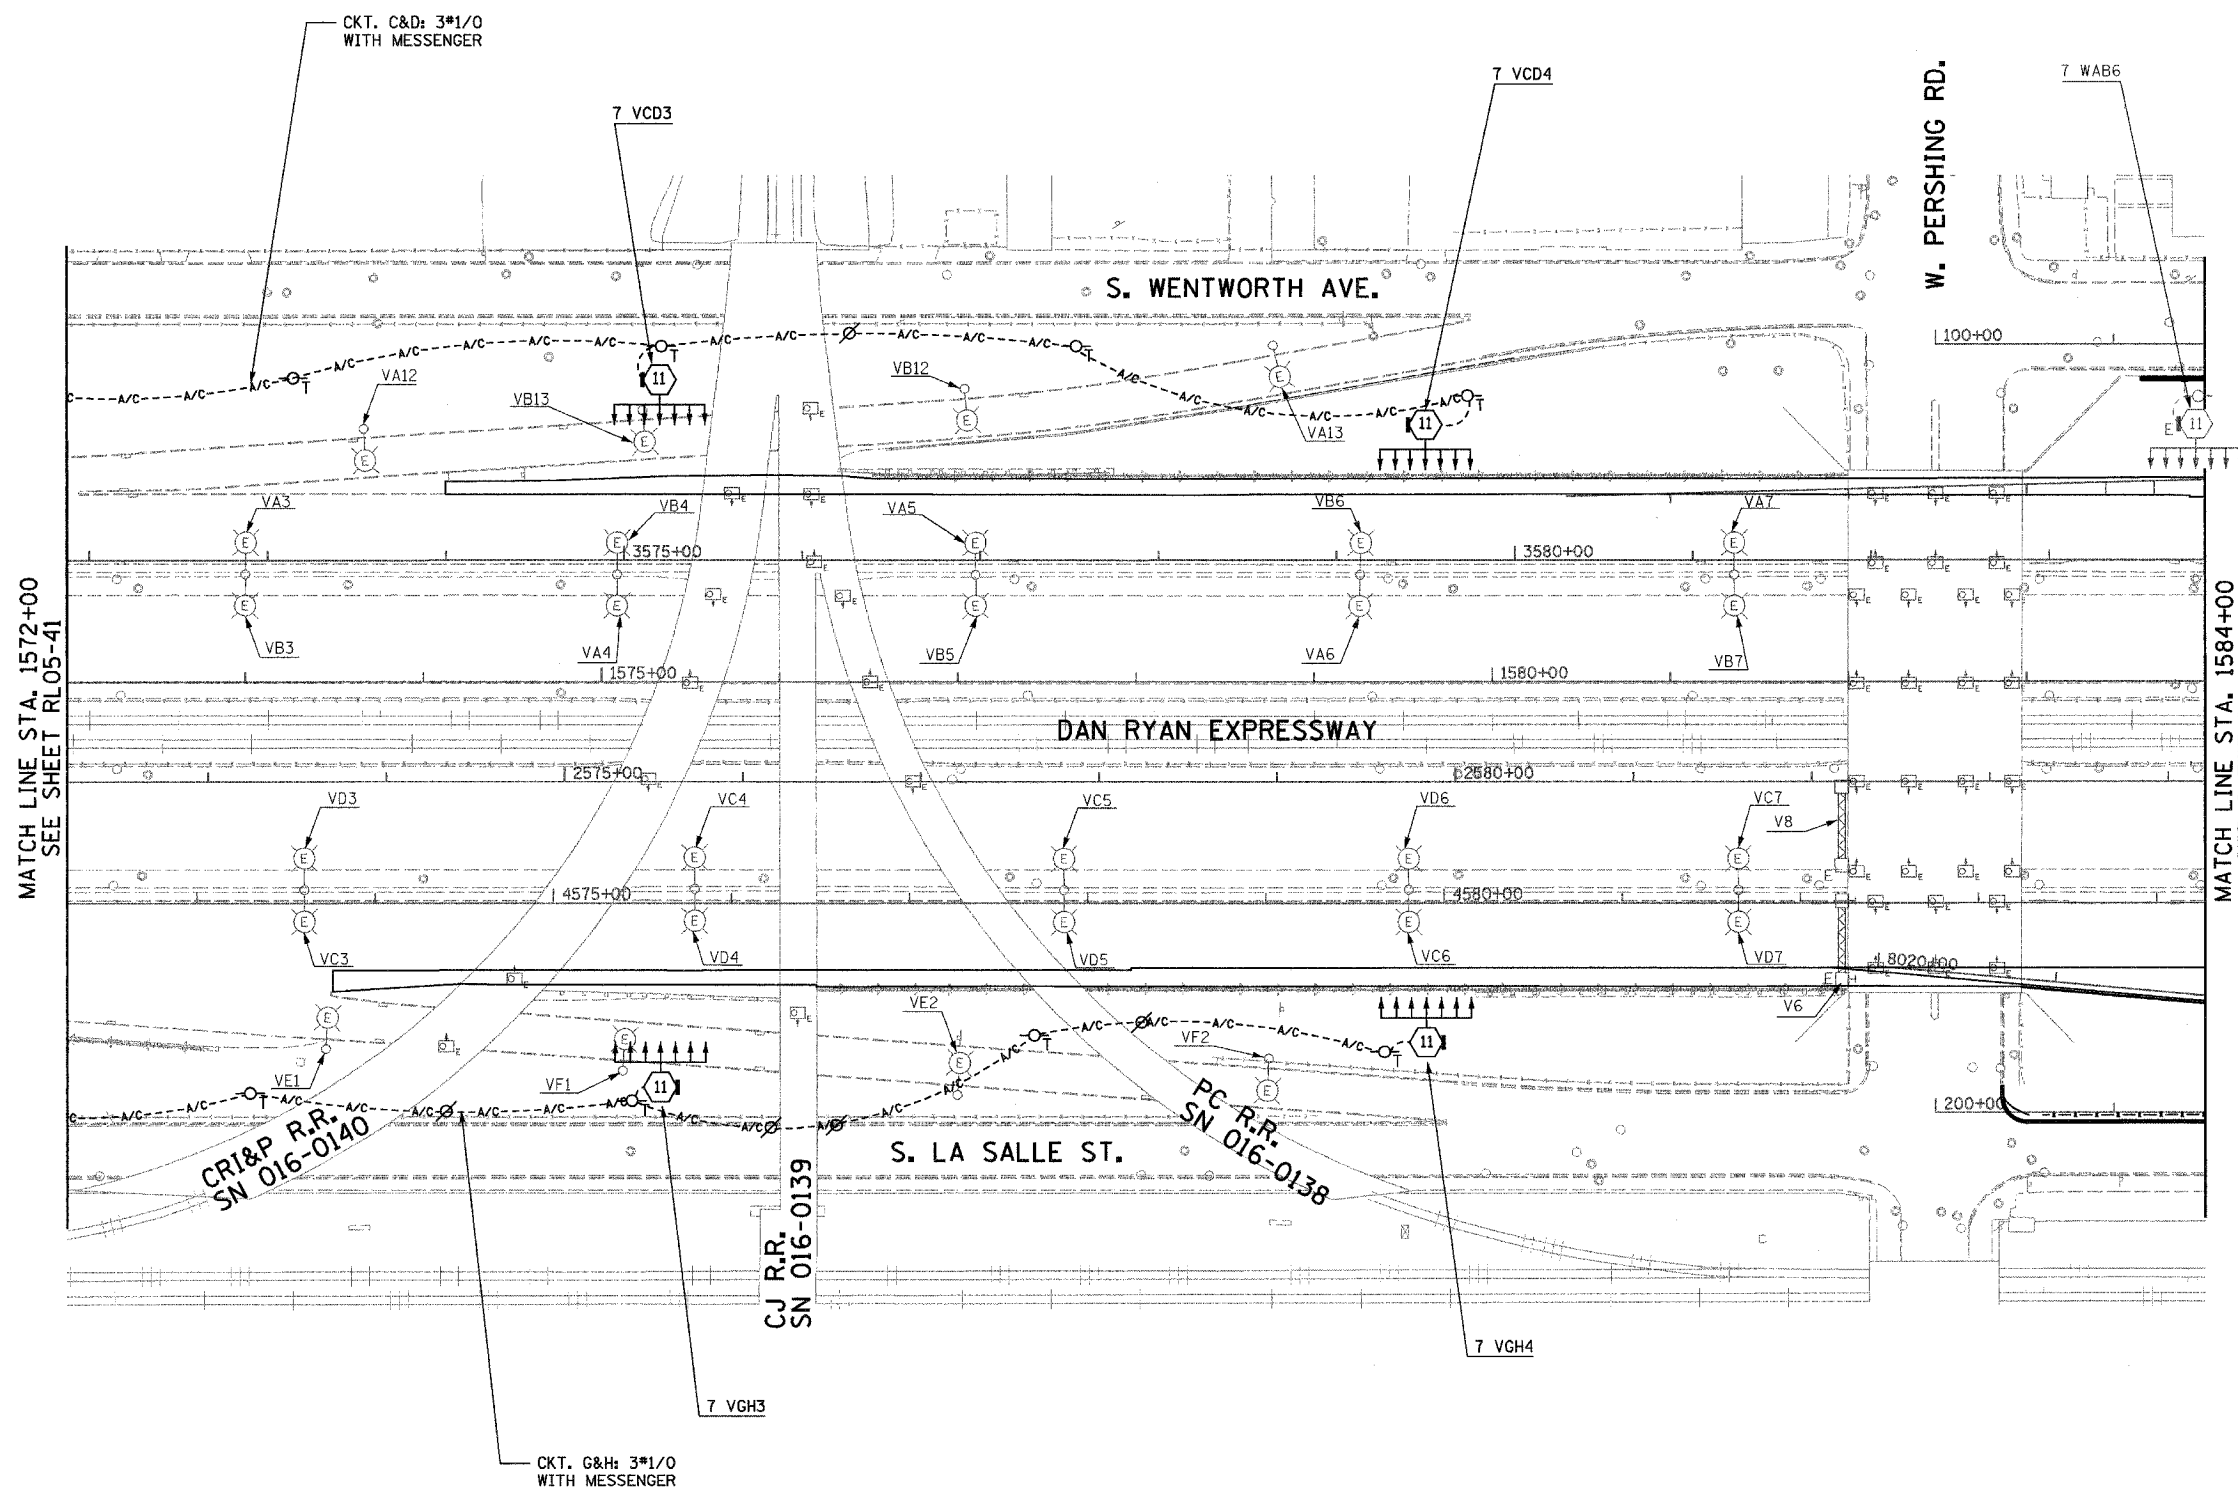 CKT. C&D: 3#1/0
WITH MESSENGER
7 VCD3
7 VCD4
7 WAB6
W. PERSHING RD.
S. WENTWORTH AVE.
100+00
A/C A/C A/C A/C A/C A/C A/C A/C A/C A/C A/C A/C A/C A/C A/C A/C A/C
T
T
T
T
11
11
11
E
VA12
VB13
VB12
VA13
E
E
E
E
VA3
VB4
VA5
VB6
VA7
E
E
E
E
E
3575+00
3580+00
E
E
E
E
E
VB3
VA4
VB5
VA6
VB7
1575+00
1580+00
MATCH LINE STA. 1572+00
SEE SHEET RL05-41
DAN RYAN EXPRESSWAY
MATCH LINE STA. 1584+00
2575+00
2580+00
VD3
VC4
VC5
VD6
VC7
V8
E
E
E
E
E
E
4575+00
4580+00
E
E
E
E
E
VC3
VD4
VD5
VC6
VD7
8020+00
E
V6
VE1
VF1
VE2
VF2
E
E
E
E
11
11
T
T
T
T
A/C A/C A/C A/C A/C A/C A/C A/C A/C A/C A/C A/C A/C A/C A/C A/C A/C
200+00
CRI&P R.R.
SN 016-0140
S. LA SALLE ST.
PC R.R.
SN 016-0138
CJ R.R.
SN 016-0139
7 VGH4
7 VGH3
CKT. G&H: 3#1/0
WITH MESSENGER